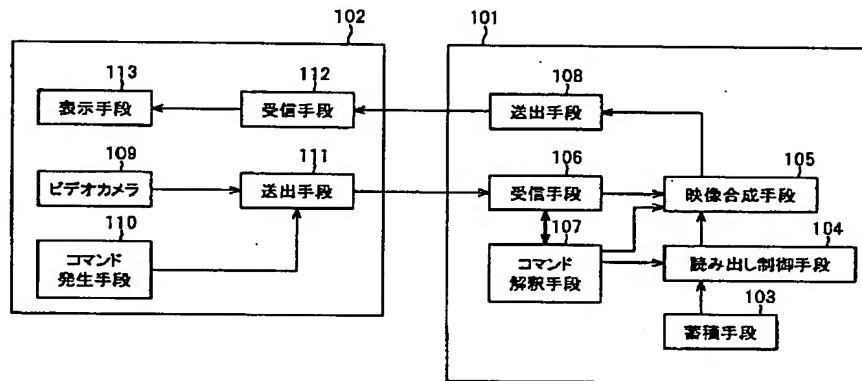 102
113
表示手段
112
受信手段
109
ビデオカメラ
111
送出手段
110
コマンド
発生手段
101
108
送出手段
106
受信手段
105
映像合成手段
107
コマンド
解釈手段
104
読み出し制御手段
103
蓄積手段